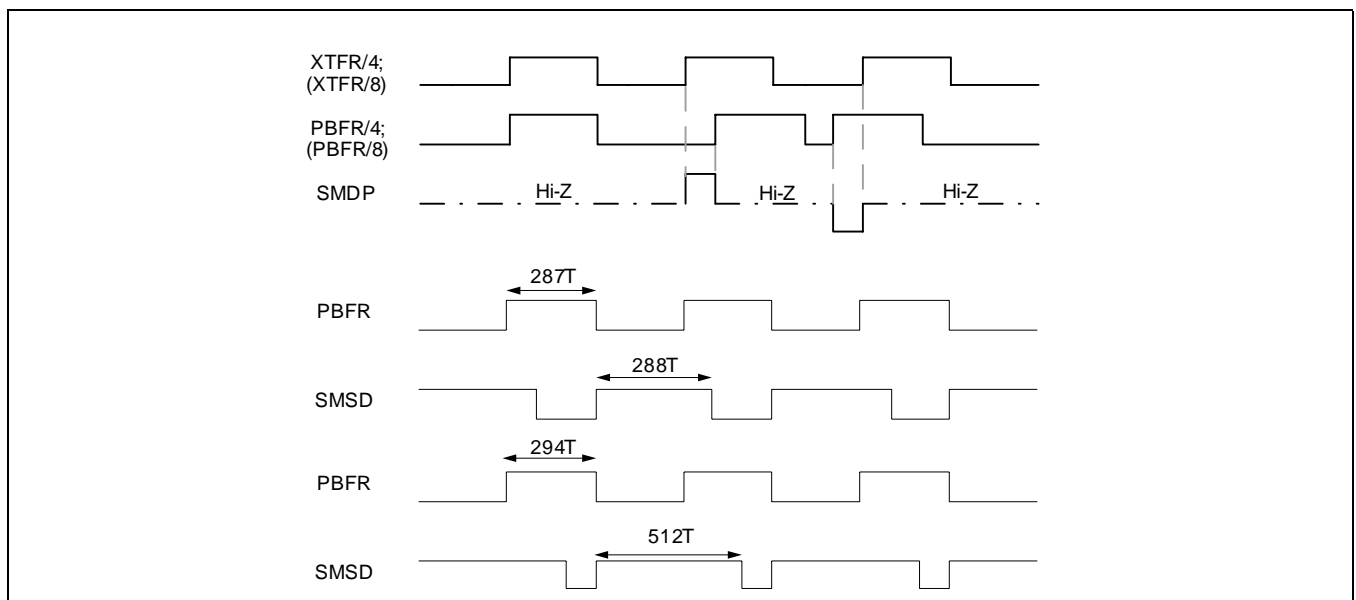 XTFR/4;
(XTFR/8)
PBFR/4;
(PBFR/8)
SMDP
Hi-Z
Hi-Z
Hi-Z
287T
PBFR
288T
SMSD
294T
PBFR
512T
SMSD